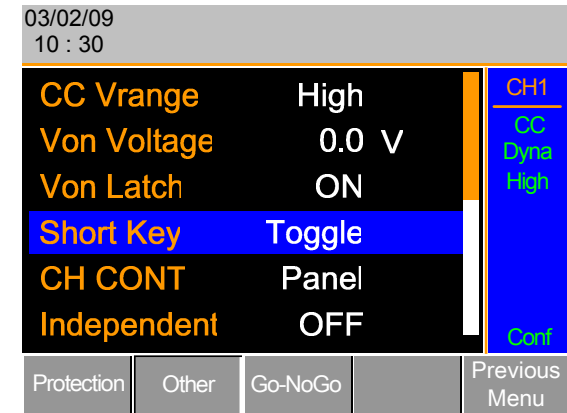 03/02/09
10 : 30
CC Vrange High
Von Voltage 0.0 V
Von Latch ON
Short Key Toggle
CH CONT Panel
Independent OFF
CH1
CC
Dyna
High
Conf
Protection Other Go-NoGo Previous
Menu